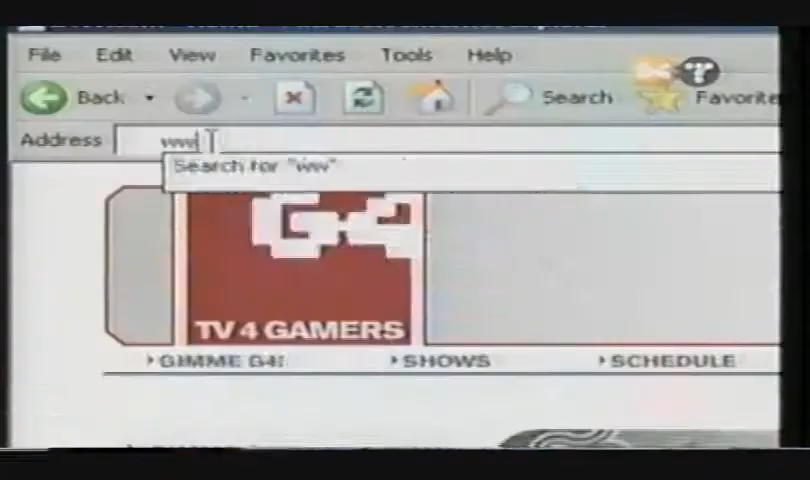 File Edit View Favorites Tools Help
Back Search Favorite
Address ww
Search for "ww"
G4
TV 4 GAMERS
GIMME G4! SHOWS SCHEDULE